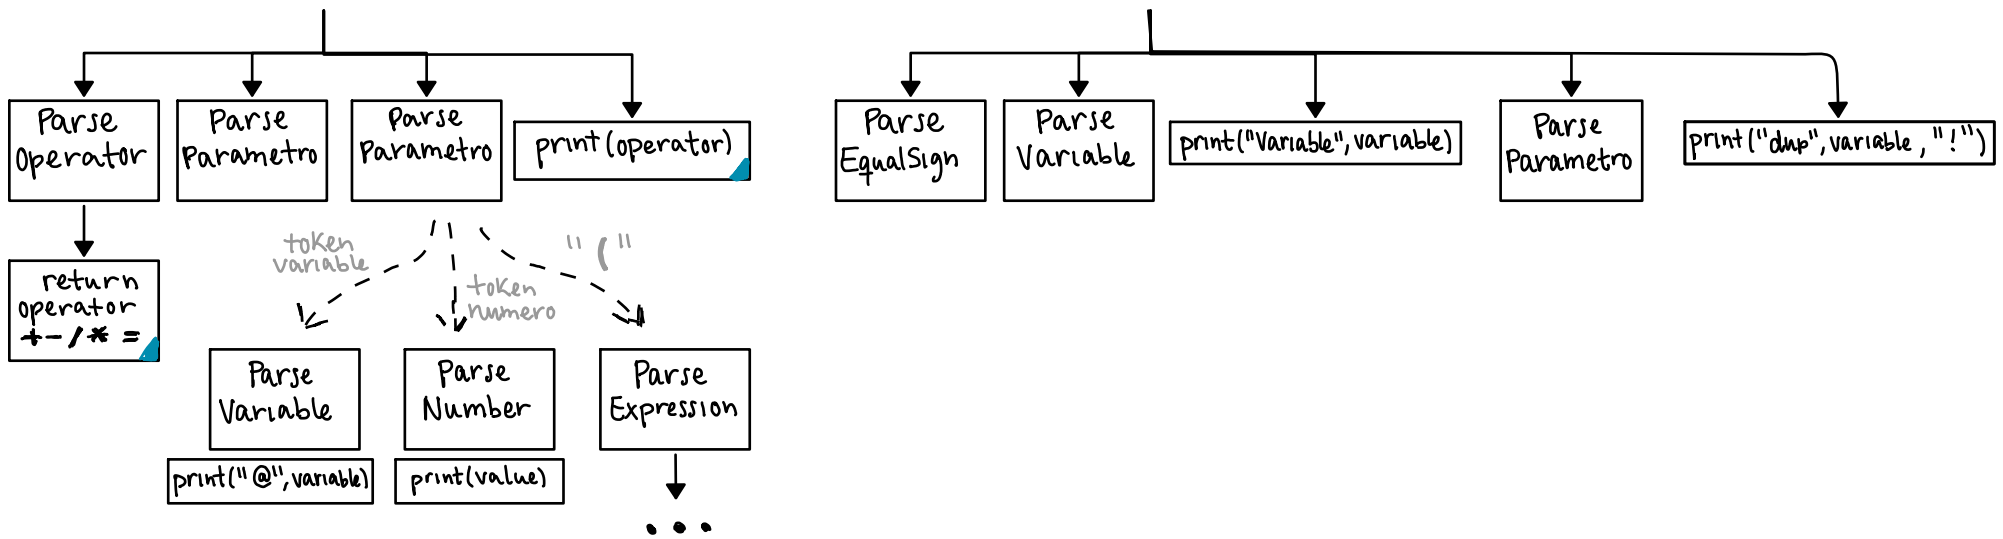 Parse
Operator
Parse
Parametro
Parse
Parametro
print(operator)
Parse
EqualSign
Parse
Variable
print("Variable",variable)
Parse
Parametro
print("dup",variable,"!")
return
operator
+-/*=
token
variable
token
numero
"("
Parse
Variable
Parse
Number
Parse
Expression
print("@",variable)
print(value)
...